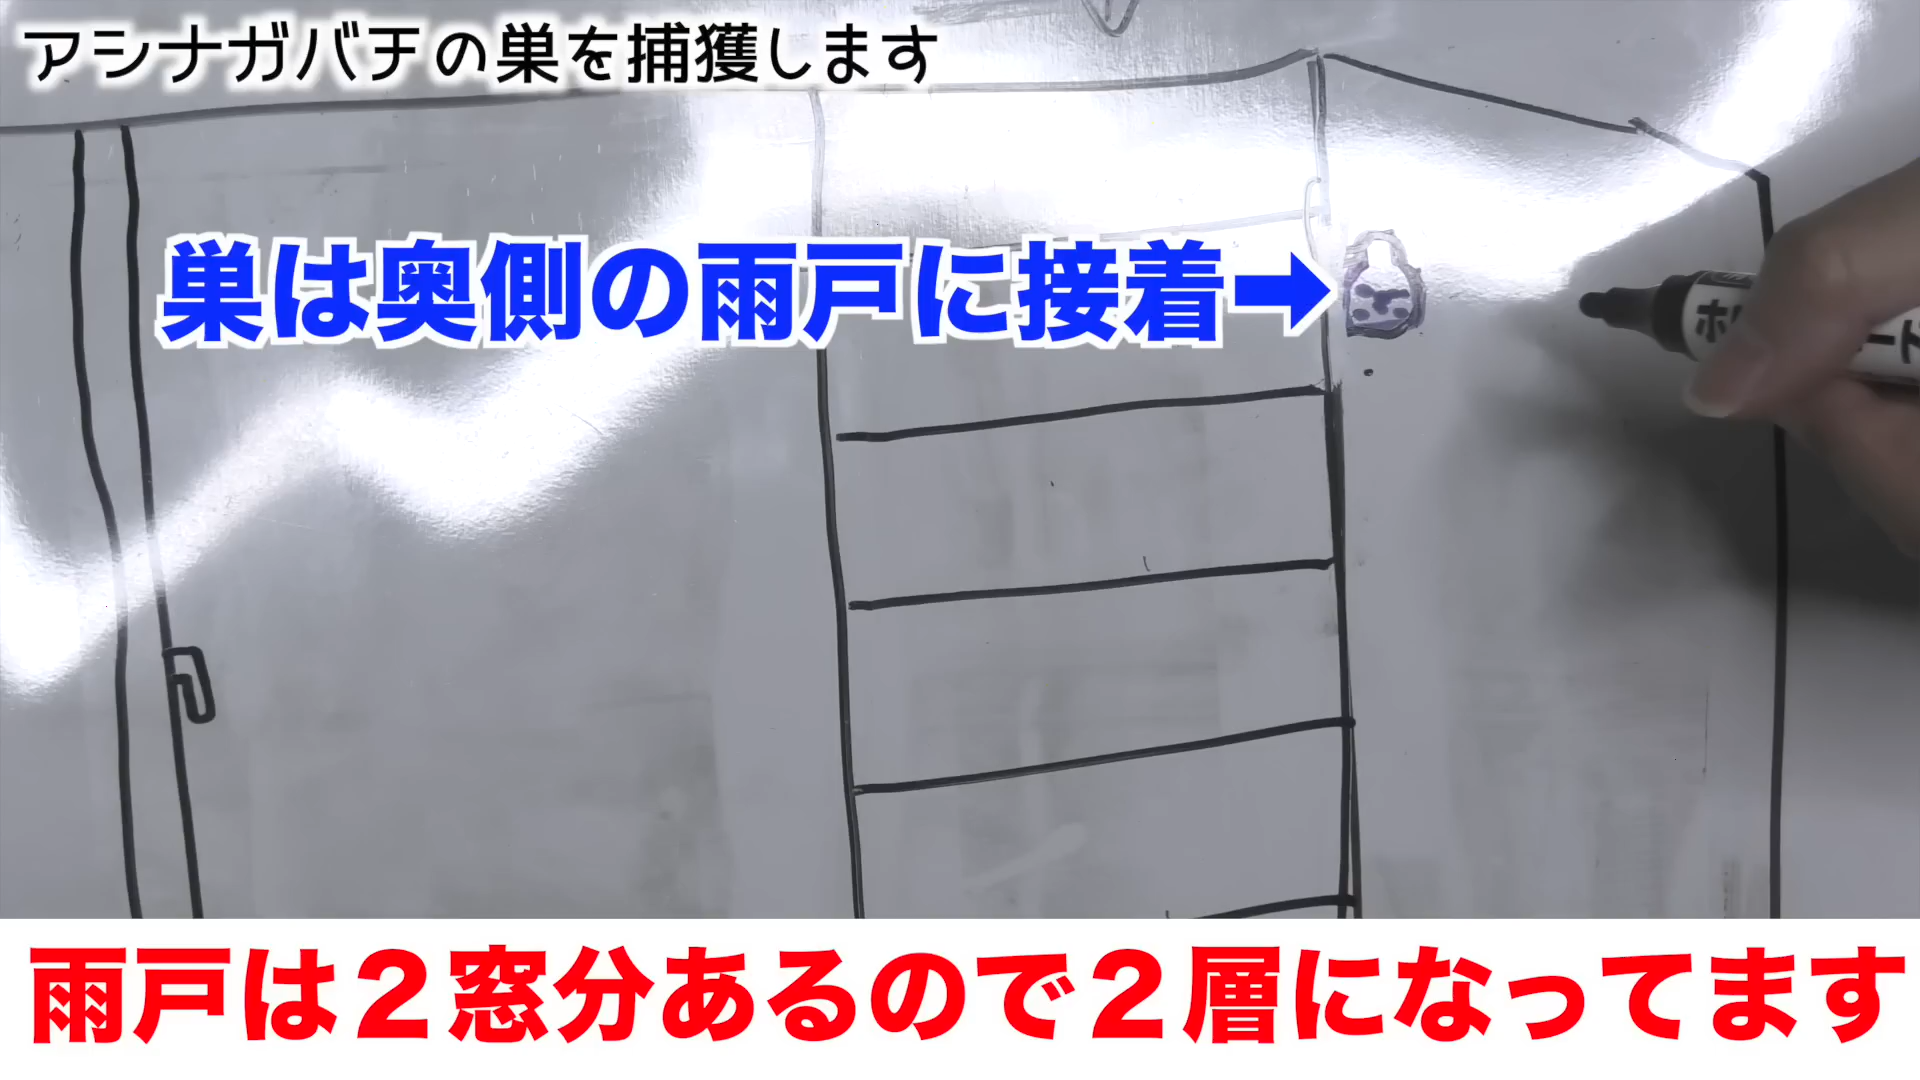 アシナガバチの巣を捕獲します
巣は奥側の雨戸に接着➡
雨戸は２窓分あるので２層になってます